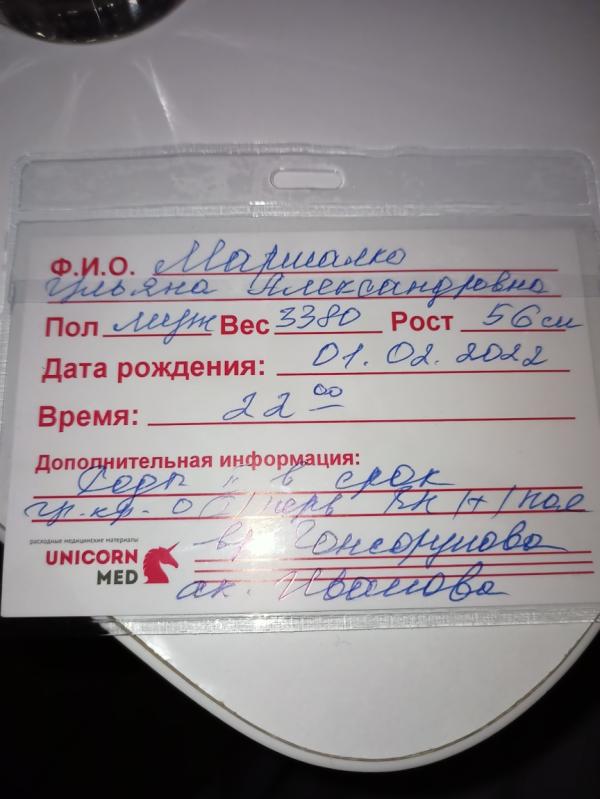 Ф.И.О. Маршалко
Ульяна Александровна
Пол муж Вес 3380 Рост 56 см
Дата рождения: 01. 02. 2022
Время: 22 00
Дополнительная информация:
Роды II в срок
гр. кр. - 0 (I) перв Rh /+/ пол
вр. 
расходные медицинские материалы
UNICORN
MED
ак. Иванова